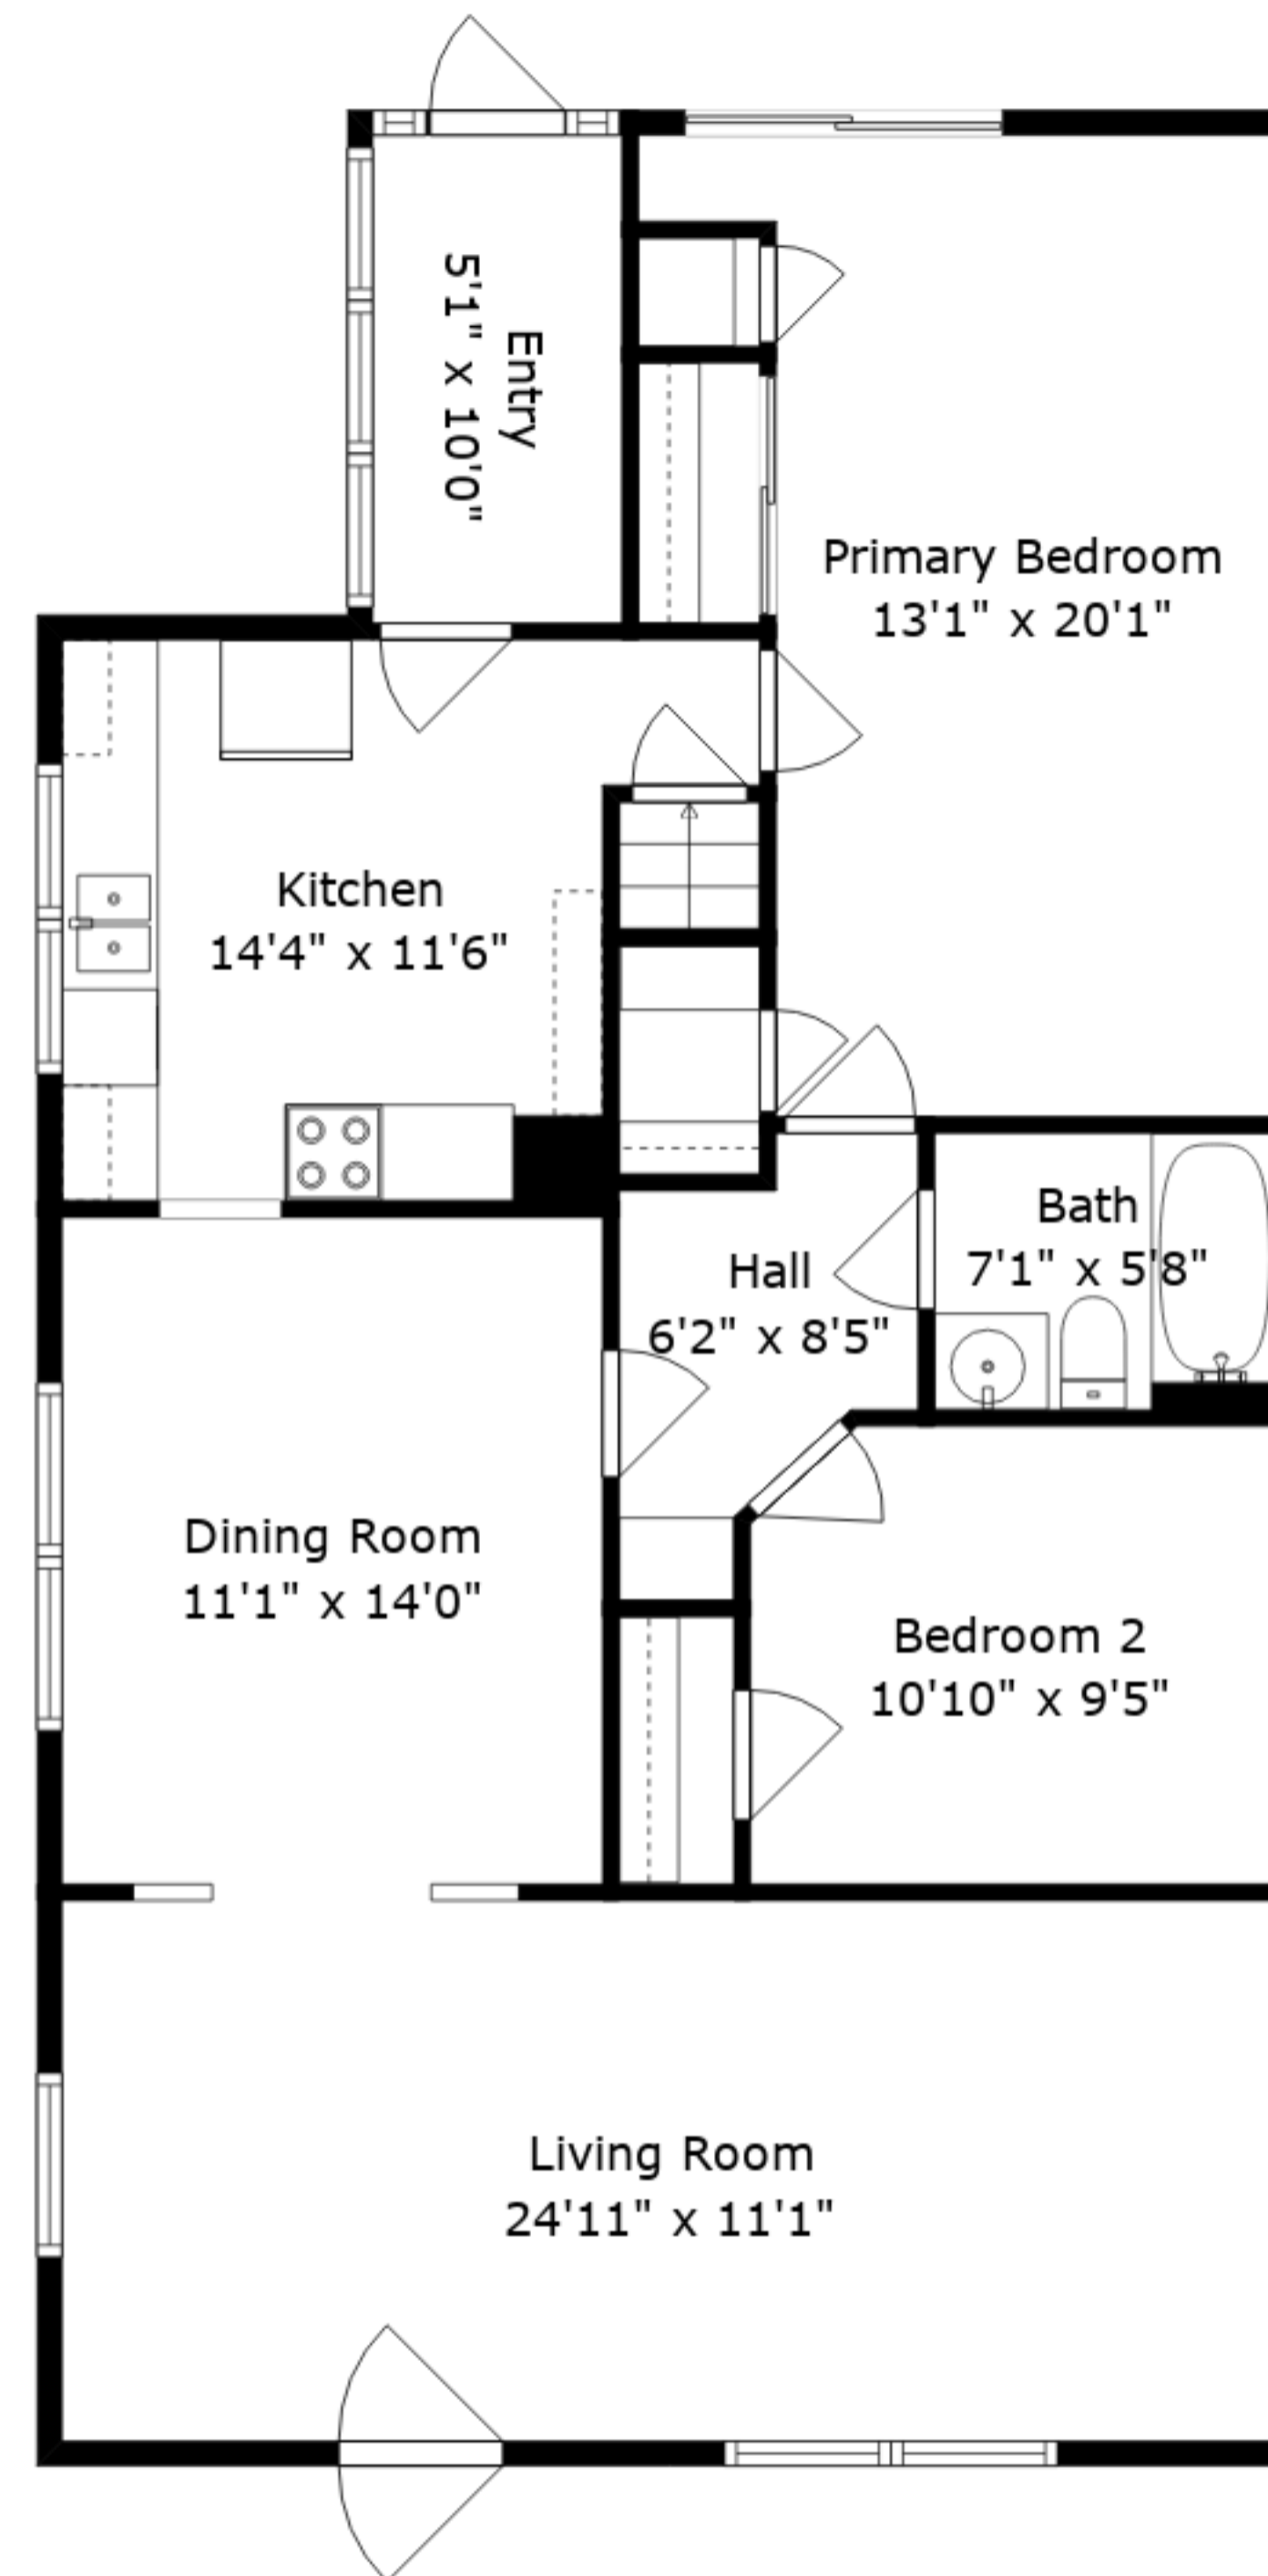 Entry
5'1" x 10'0"
Primary Bedroom
13'1" x 20'1"
Kitchen
14'4" x 11'6"
Bath
7'1" x 5'8"
Hall
6'2" x 8'5"
Dining Room
11'1" x 14'0"
Bedroom 2
10'10" x 9'5"
Living Room
24'11" x 11'1"